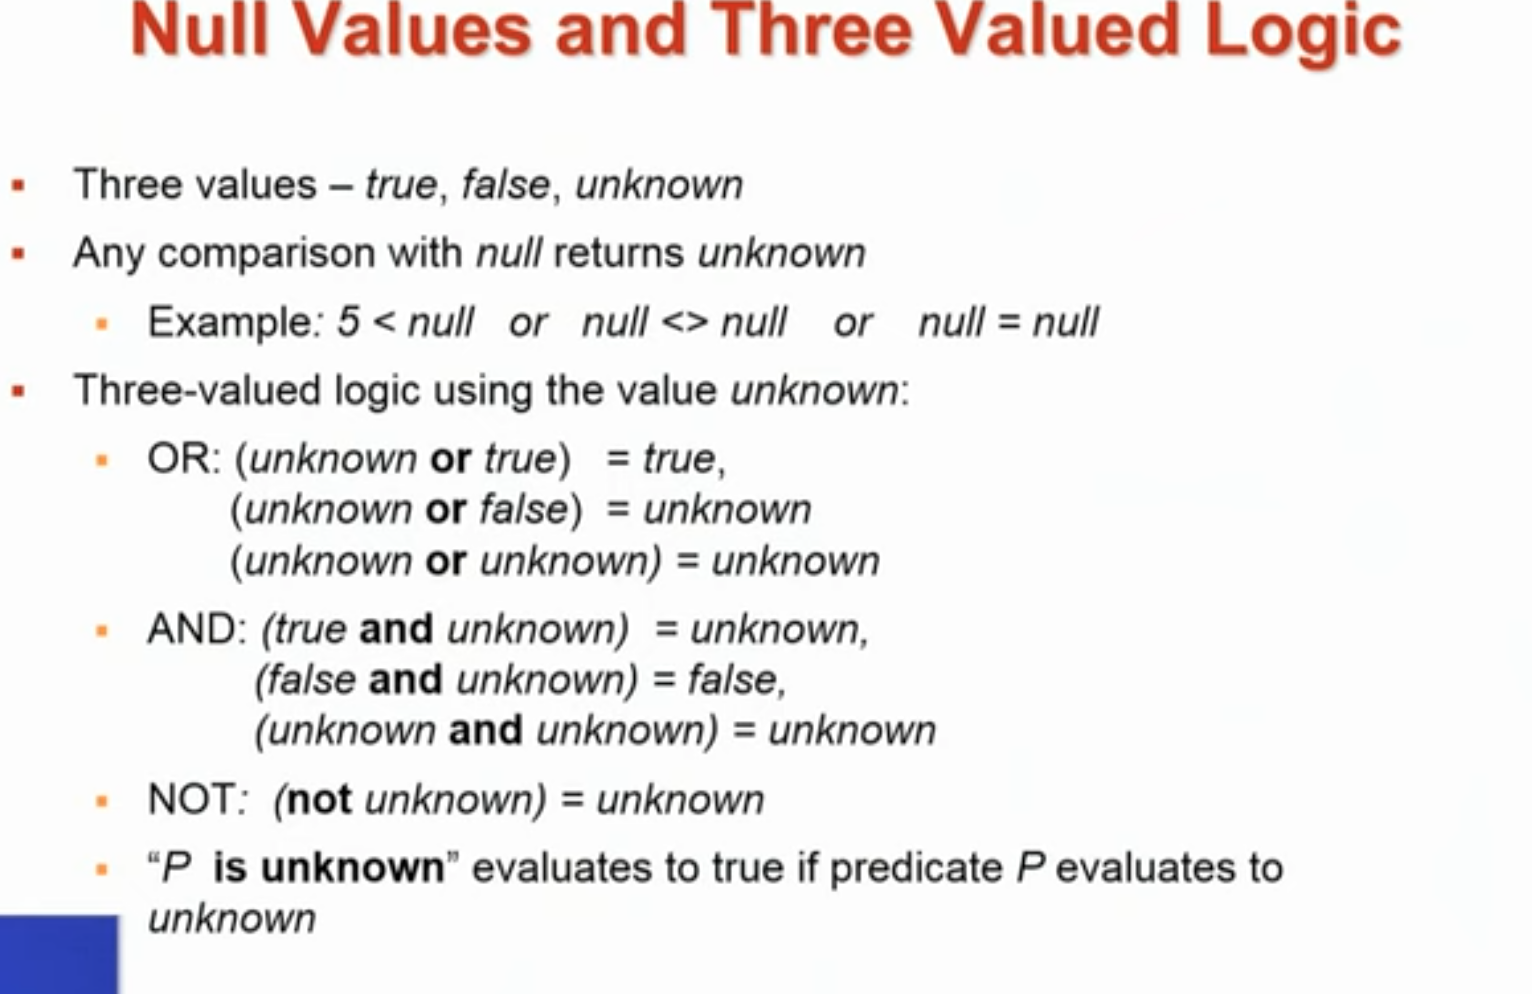 Null Values and Three Valued Logic
▪ Three values – true, false, unknown
▪ Any comparison with null returns unknown
▪ Example: 5 < null or null <> null or null = null
▪ Three-valued logic using the value unknown:
▪ OR: (unknown or true) = true,
(unknown or false) = unknown
(unknown or unknown) = unknown
▪ AND: (true and unknown) = unknown,
(false and unknown) = false,
(unknown and unknown) = unknown
▪ NOT: (not unknown) = unknown
▪ “P is unknown” evaluates to true if predicate P evaluates to
unknown